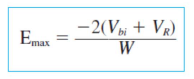 E_max = −2(V_bi + V_R) / W